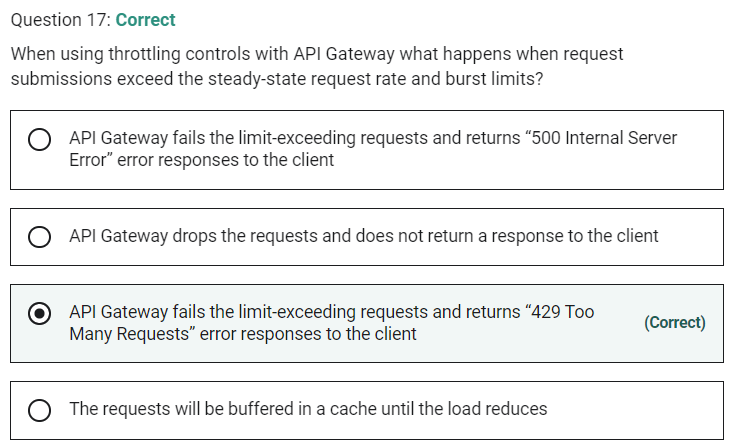 Question 17: Correct
When using throttling controls with API Gateway what happens when request
submissions exceed the steady-state request rate and burst limits?
API Gateway fails the limit-exceeding requests and returns “500 Internal Server
Error” error responses to the client
API Gateway drops the requests and does not return a response to the client
API Gateway fails the limit-exceeding requests and returns “429 Too
Many Requests” error responses to the client
(Correct)
The requests will be buffered in a cache until the load reduces